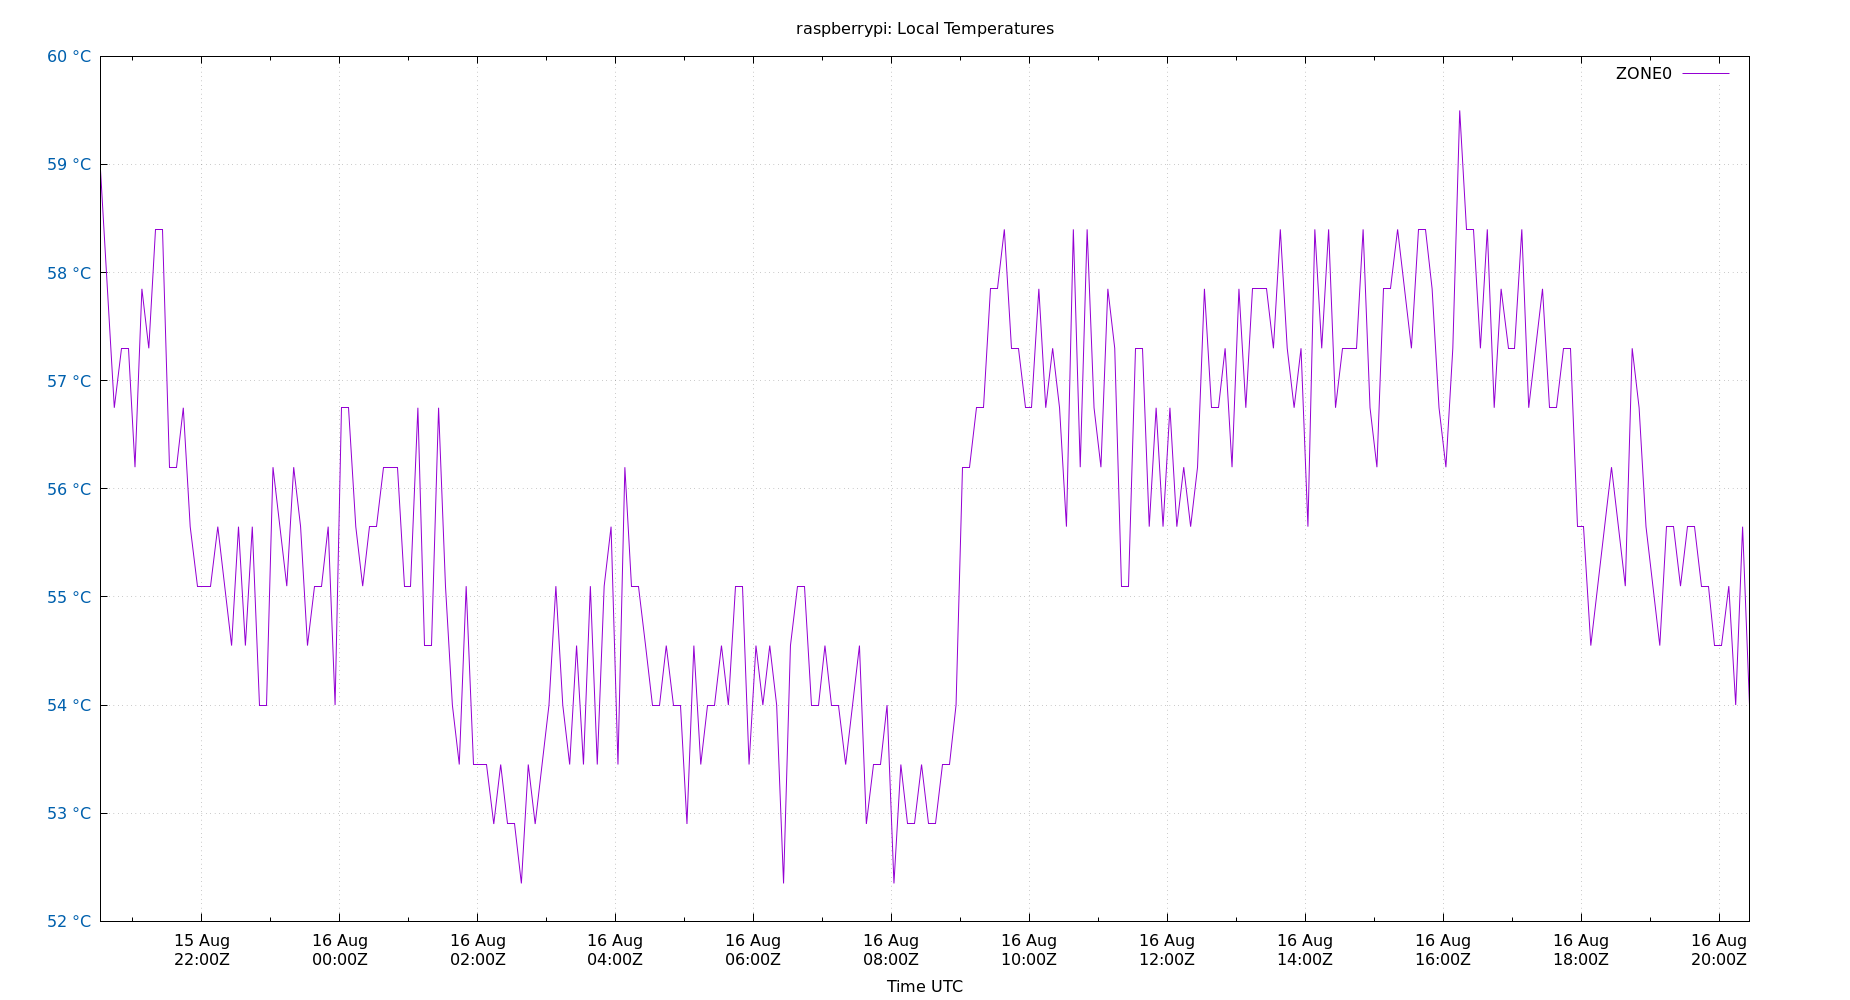 raspberrypi: Local Temperatures
60 °C
ZONE0
59 °C
58 °C
57 °C
56 °C
55 °C
54 °C
53 °C
52 °C
15 Aug 16 Aug 16 Aug 16 Aug 16 Aug 16 Aug 16 Aug 16 Aug 16 Aug 16 Aug 16 Aug 16 Aug
22:00Z 00:00Z 02:00Z 04:00Z 06:00Z 08:00Z 10:00Z 12:00Z 14:00Z 16:00Z 18:00Z 20:00Z
Time UTC